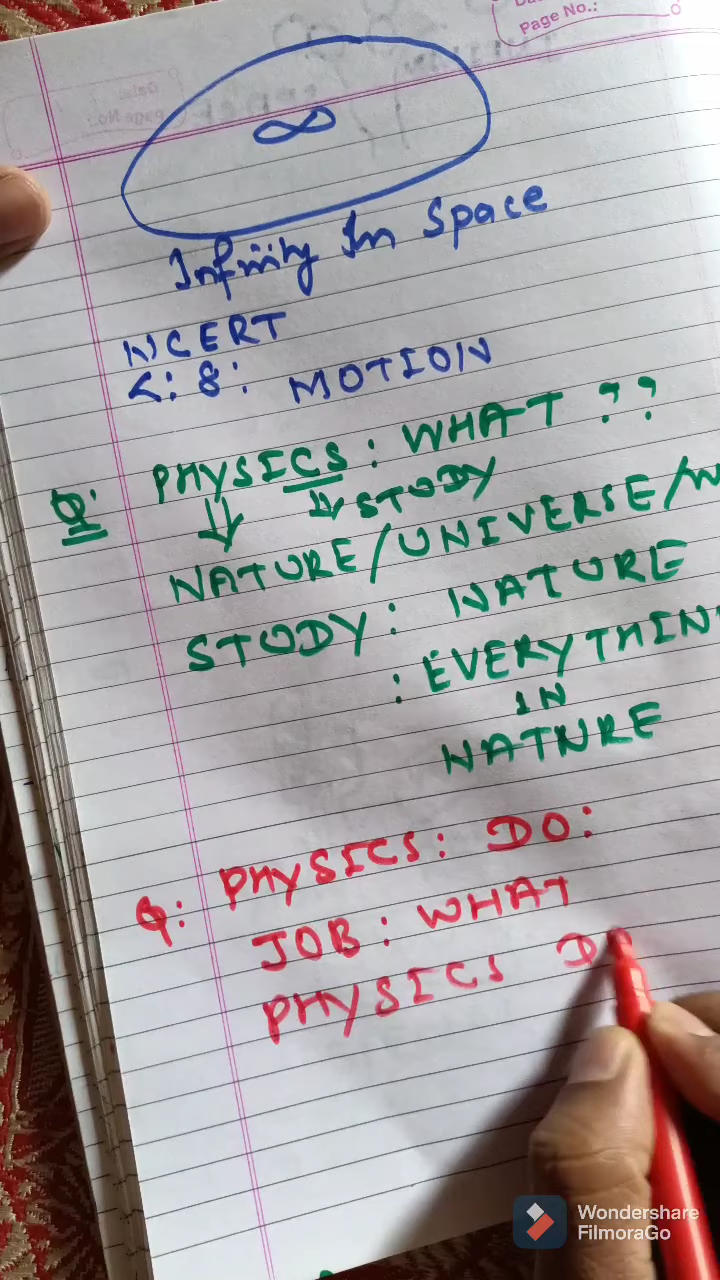 Page No.:
∞
Infinity In Space
NCERT
C: 8: MOTION
Q: PHYSICS: WHAT ??
⇓ ⇓ STUDY
NATURE/UNIVERSE/
STUDY: NATURE
: EVERYTHIN
IN
NATURE
Q: PHYSICS: DO:
JOB: WHAT
PHYSICS D
Wondershare
FilmoraGo